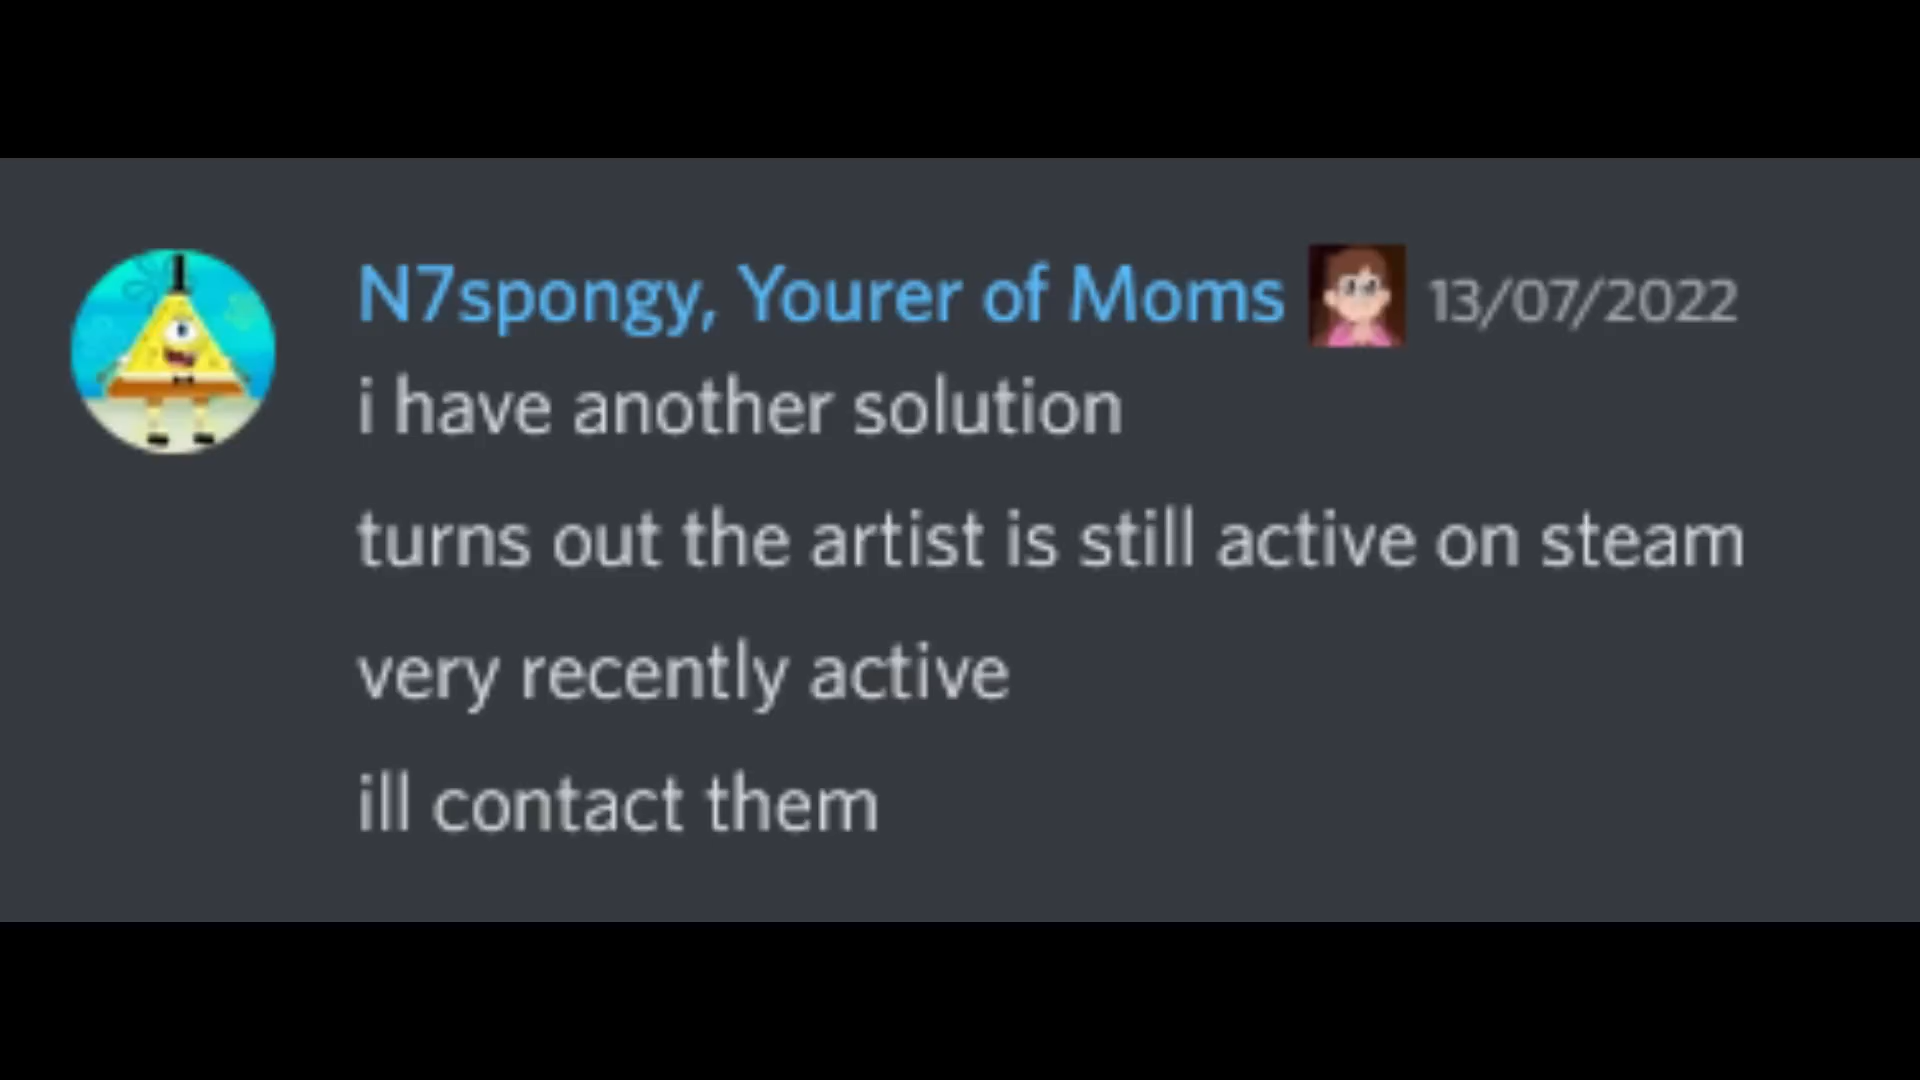 N7spongy, Yourer of Moms 13/07/2022
i have another solution
turns out the artist is still active on steam
very recently active
ill contact them